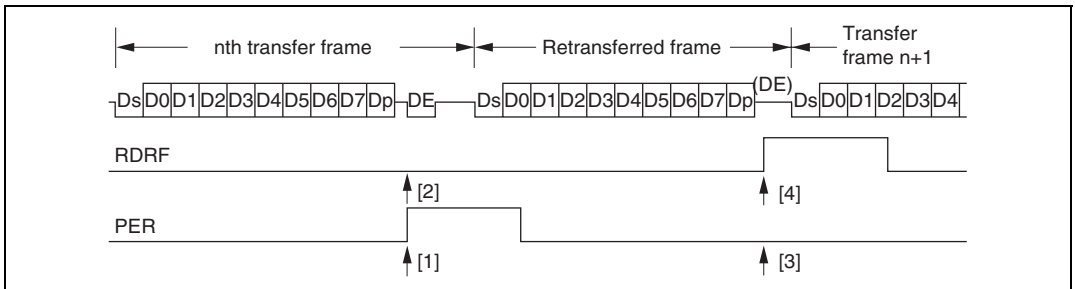 nth transfer frame
Retransferred frame
Transfer
frame n+1
Ds D0 D1 D2 D3 D4 D5 D6 D7 Dp DE Ds D0 D1 D2 D3 D4 D5 D6 D7 Dp (DE) Ds D0 D1 D2 D3 D4
RDRF
[2] [4]
PER
[1] [3]